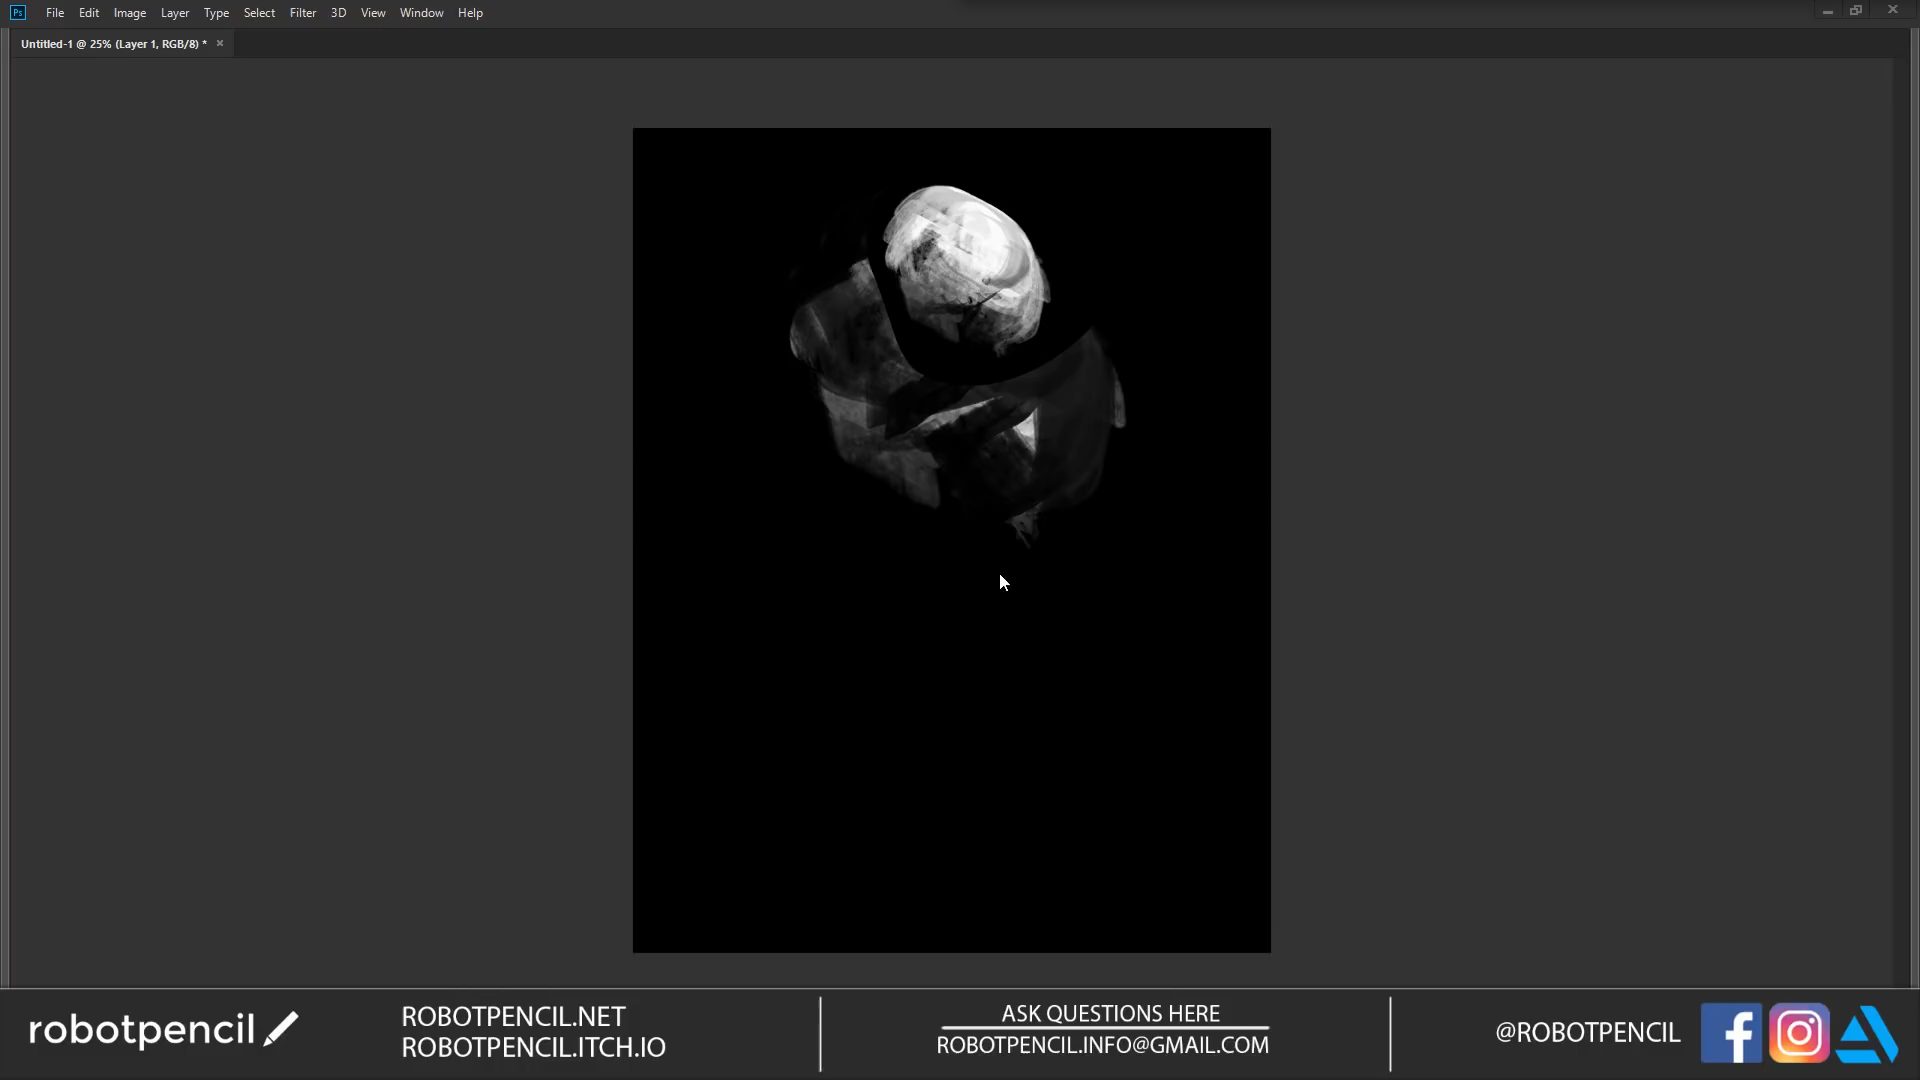 Ps File Edit Image Layer Type Select Filter 3D View Window Help
Untitled-1 @ 25% (Layer 1, RGB/8) * ×
robotpencil
ROBOTPENCIL.NET
ROBOTPENCIL.ITCH.IO
ASK QUESTIONS HERE
ROBOTPENCIL.INFO@GMAIL.COM
@ROBOTPENCIL